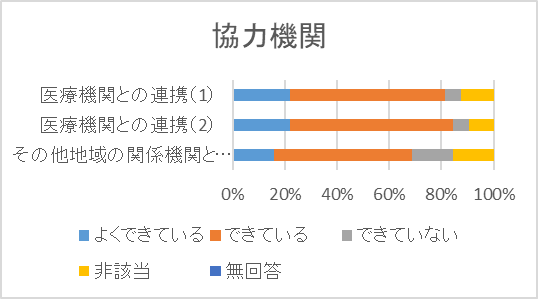 協力機関
医療機関との連携(1)
医療機関との連携(2)
その他地域の関係機関と…
0% 20% 40% 60% 80% 100%
よくできている できている できていない
非該当 無回答